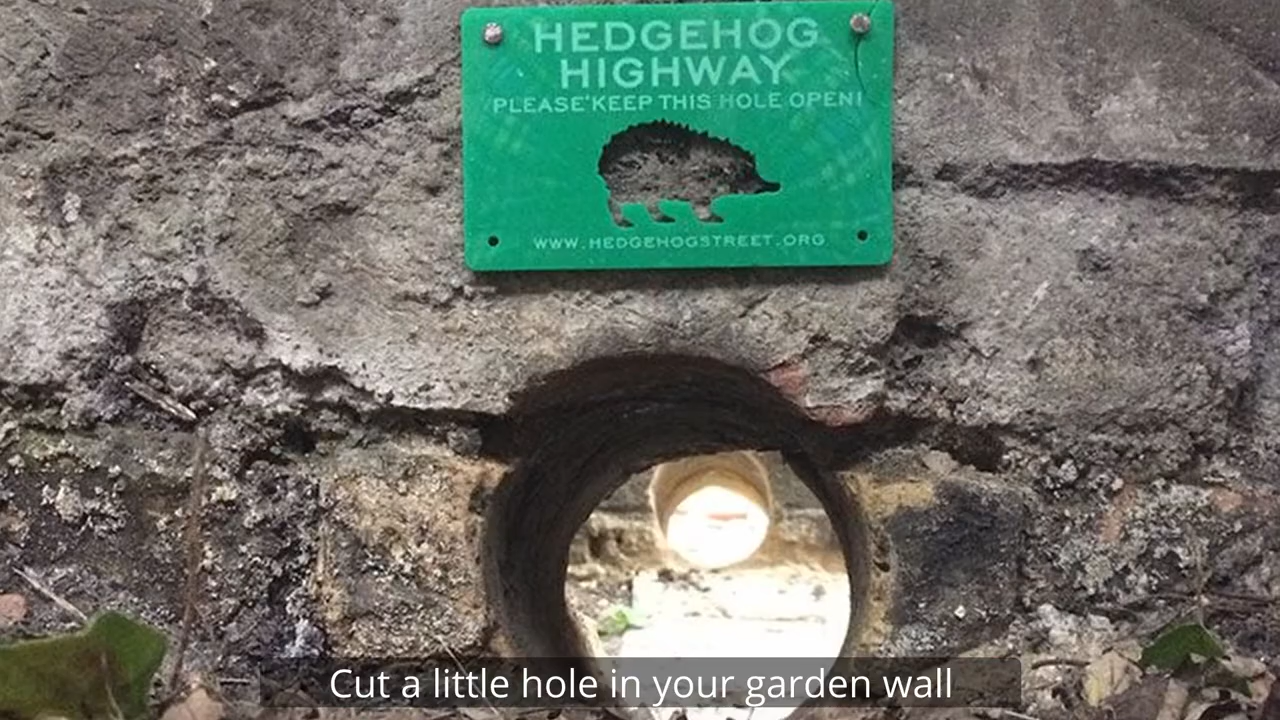 HEDGEHOG
HIGHWAY
PLEASE KEEP THIS HOLE OPEN!
WWW.HEDGEHOGSTREET.ORG
Cut a little hole in your garden wall